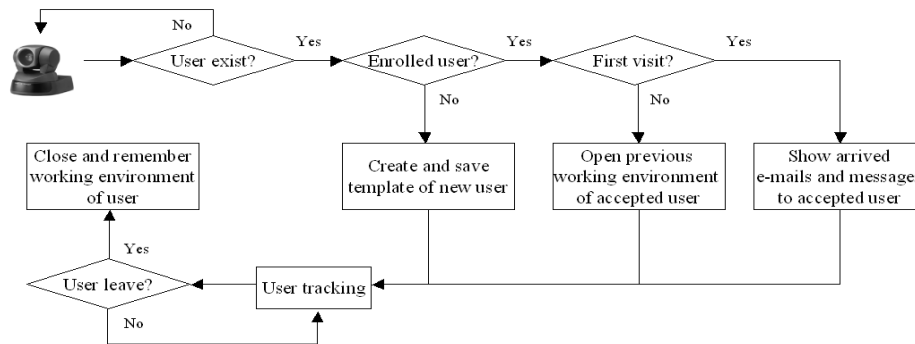 No
User exist?
Yes
Enrolled user?
Yes
First visit?
Yes
No
No
Close and remember
working environment
of user
Create and save
template of new user
Open previous
working environment
of accepted user
Show arrived
e-mails and messages
to accepted user
Yes
User leave?
User tracking
No